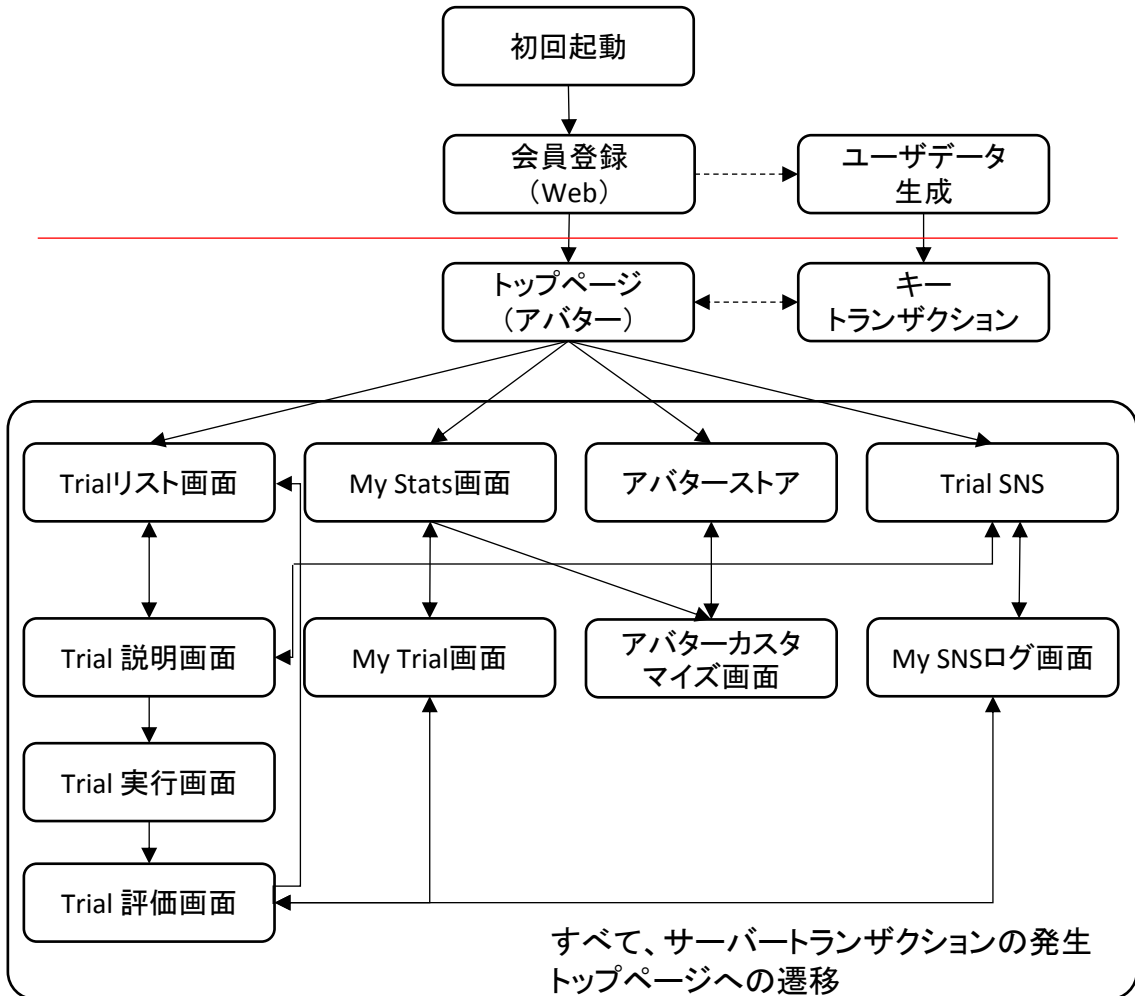 初回起動
会員登録
（Web）
ユーザデータ
生成
トップページ
（アバター）
キー
トランザクション
Trialリスト画面
My Stats画面
アバターストア
Trial SNS
Trial 説明画面
My Trial画面
アバターカスタ
マイズ画面
My SNSログ画面
Trial 実行画面
Trial 評価画面
すべて、サーバートランザクションの発生
トップページへの遷移